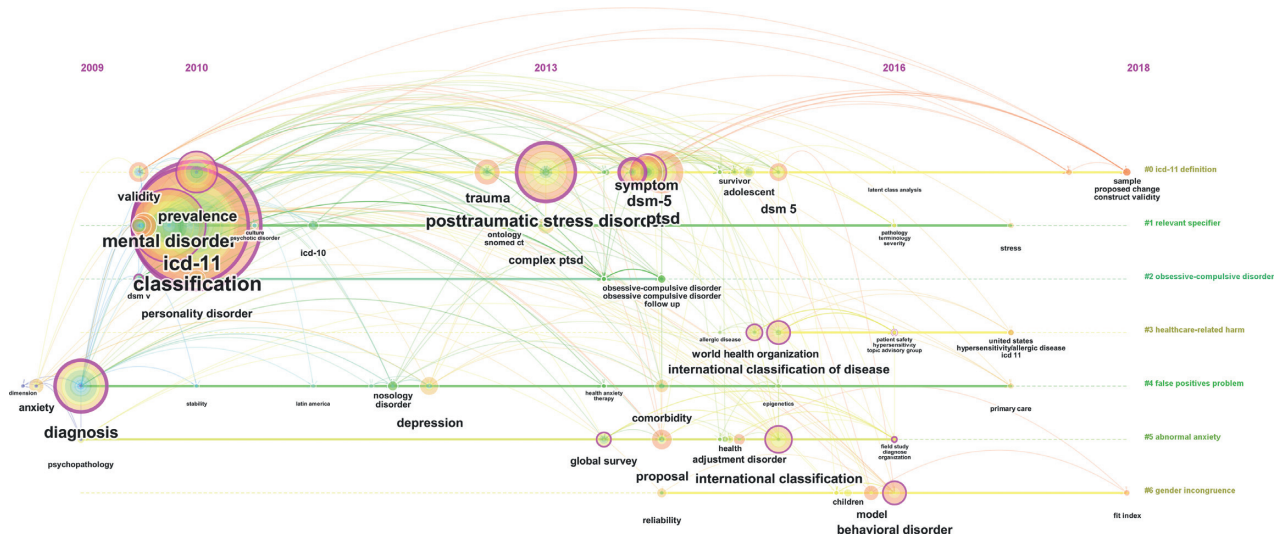 2009 2010 2013 2016 2018
validity
prevalence
mental disorder
icd-11
classification
culture
psychotic disorder
icd-10
trauma
posttraumatic stress disorder
ontology
snomed ct
complex ptsd
symptom
dsm-5
ptsd
survivor
adolescent
dsm 5
latent class analysis
sample
proposed change
construct validity
#0 icd-11 definition
pathology
terminology
severity
stress
#1 relevant specifier
dsm v
personality disorder
obsessive-compulsive disorder
obsessive compulsive disorder
follow up
#2 obsessive-compulsive disorder
allergic disease
world health organization
international classification of disease
patient safety
hypersensitivity
topic advisory group
united states
hypersensitivity/allergic disease
icd 11
#3 healthcare-related harm
dimension
anxiety
diagnosis
stability
latin america
nosology
disorder
depression
health anxiety
therapy
comorbidity
epigenetics
primary care
#4 false positives problem
psychopathology
global survey
proposal
health
adjustment disorder
international classification
field study
diagnose
organization
#5 abnormal anxiety
reliability
children
model
behavioral disorder
fit index
#6 gender incongruence